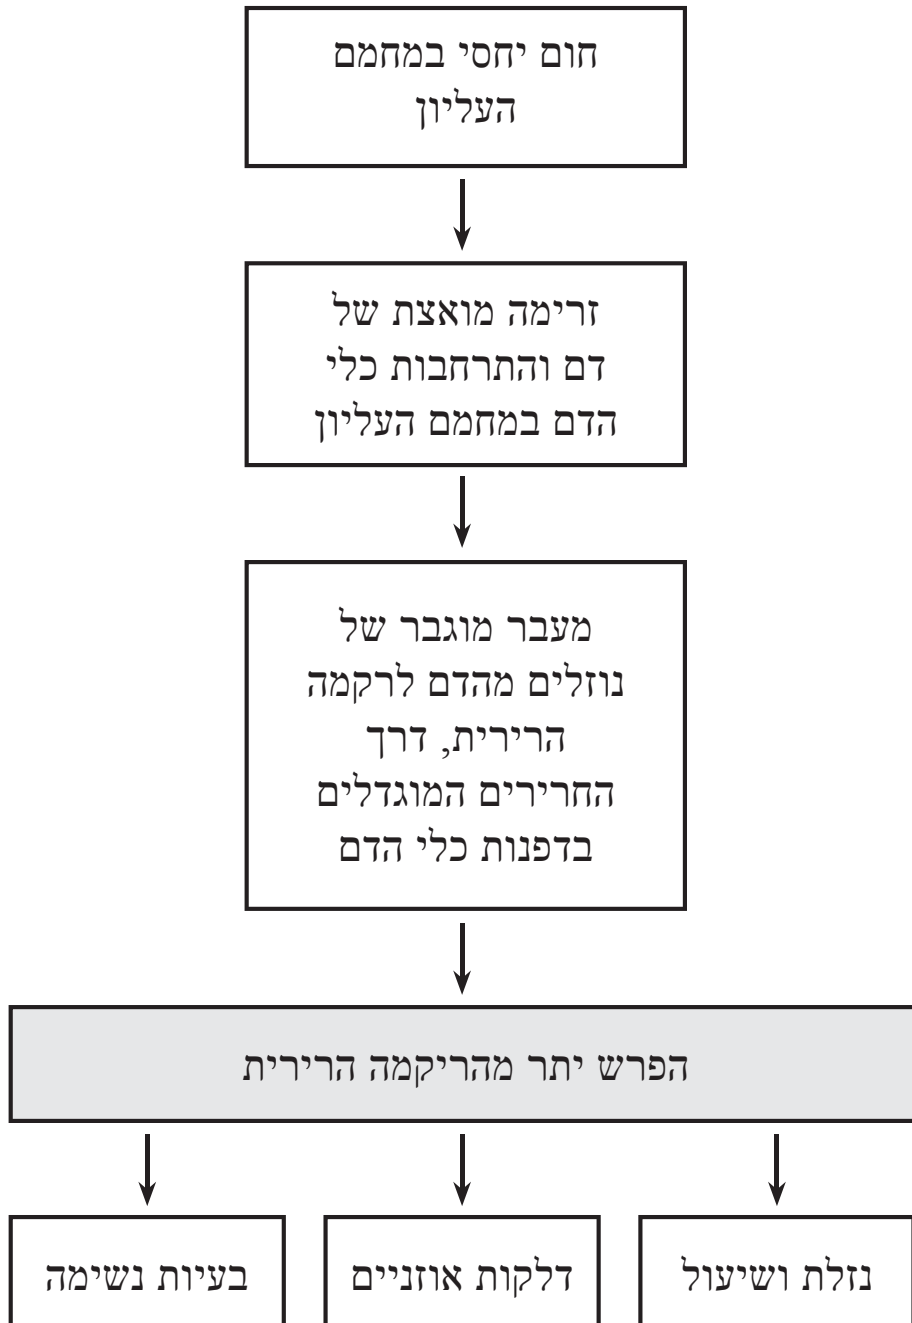 חום יחסי במחמם
העליון
זרימה מואצת של
דם והתרחבות כלי
הדם במחמם העליון
מעבר מוגבר של
נוזלים מהדם לרקמה
הרירית, דרך
החרירים המוגדלים
בדפנות כלי הדם
הפרש יתר מהריקמה הרירית
נזלת ושיעול
דלקות אוזניים
בעיות נשימה